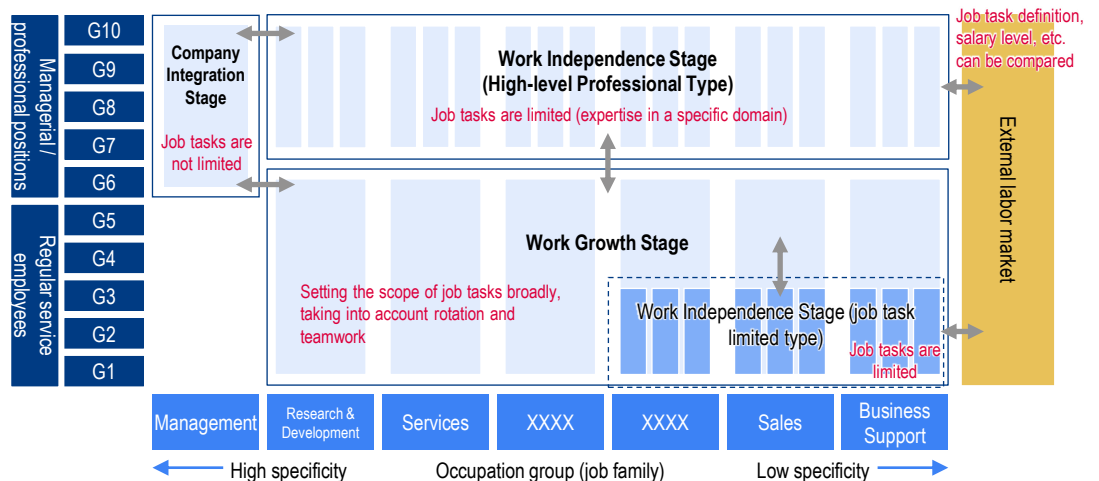 Managerial /
professional positions
Regular service
employees
G10
G9
G8
G7
G6
G5
G4
G3
G2
G1
Company
Integration
Stage
Job tasks are
not limited
Work Independence Stage
(High-level Professional Type)
Job tasks are limited (expertise in a specific domain)
Job task definition,
salary level, etc.
can be compared
External labor market
Work Growth Stage
Setting the scope of job tasks broadly,
taking into account rotation and
teamwork
Work Independence Stage (job task
limited type)
Job tasks are
limited
Management
Research &
Development
Services
XXXX
XXXX
Sales
Business
Support
High specificity
Occupation group (job family)
Low specificity